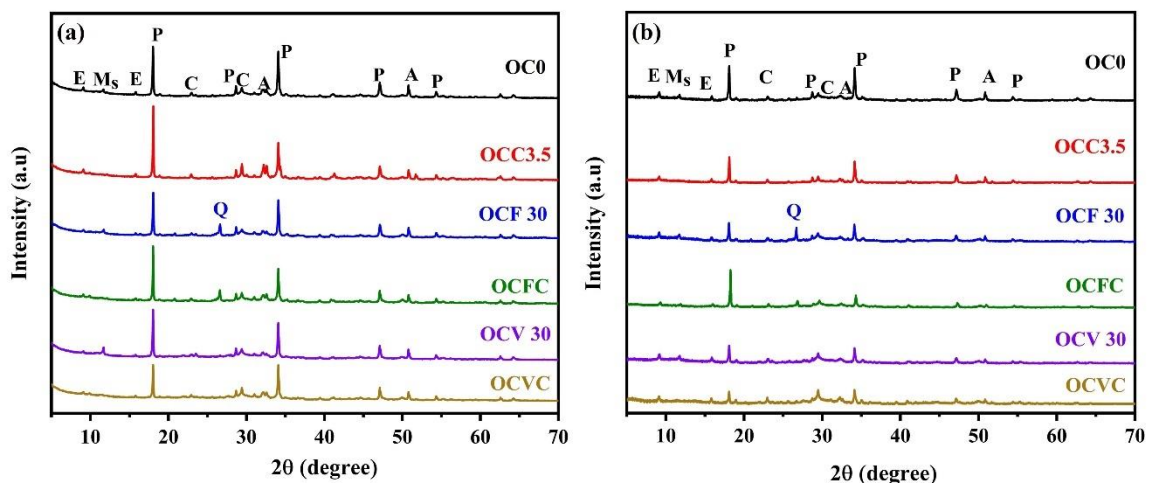 (a)
P
OC0
E
Ms
E
C
P
C
A
P
P
A
P
OCC3.5
Q
OCF 30
OCFC
OCV 30
OCVC
Intensity (a.u)
10 20 30 40 50 60 70
2θ (degree)
(b)
P
OC0
E
Ms
E
C
P
C
A
P
P
A
P
OCC3.5
Q
OCF 30
OCFC
OCV 30
OCVC
Intensity (a.u)
10 20 30 40 50 60 70
2θ (degree)